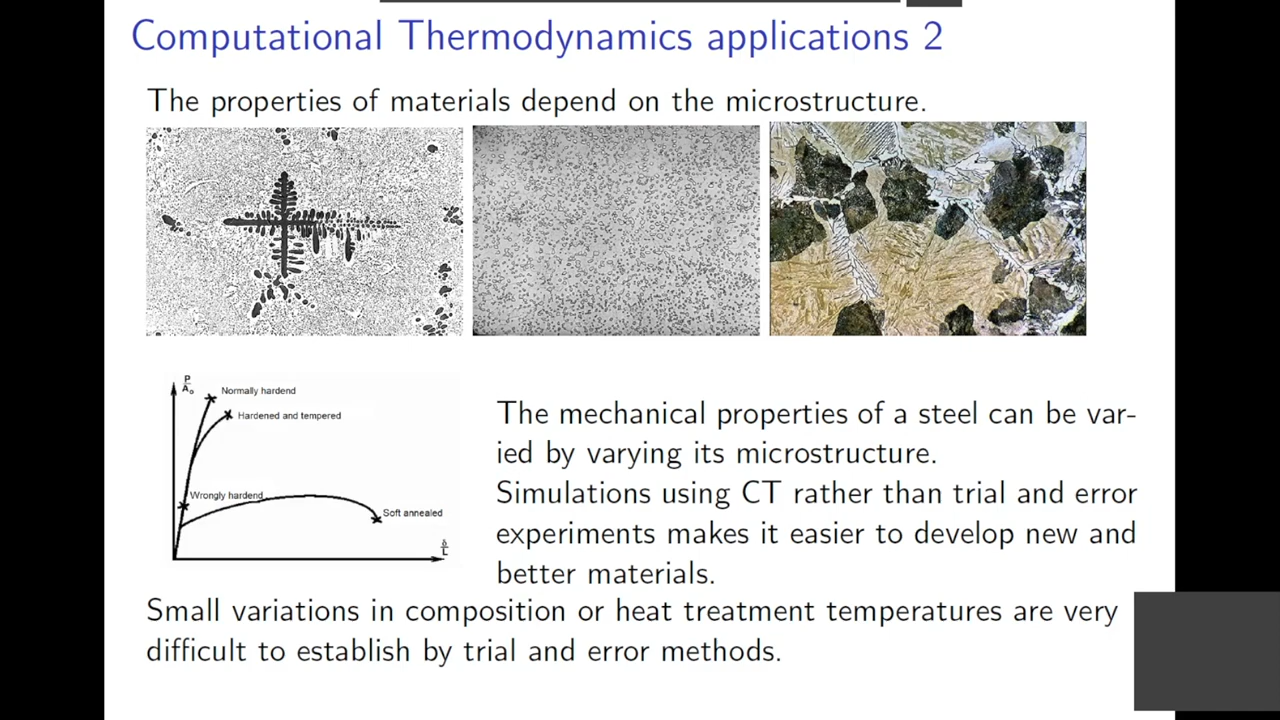 Computational Thermodynamics applications 2
The properties of materials depend on the microstructure.
P
A₀
Normally hardend
Hardened and tempered
Wrongly hardend
Soft annealed
δ
L
The mechanical properties of a steel can be var-
ied by varying its microstructure.
Simulations using CT rather than trial and error
experiments makes it easier to develop new and
better materials.
Small variations in composition or heat treatment temperatures are very
difficult to establish by trial and error methods.